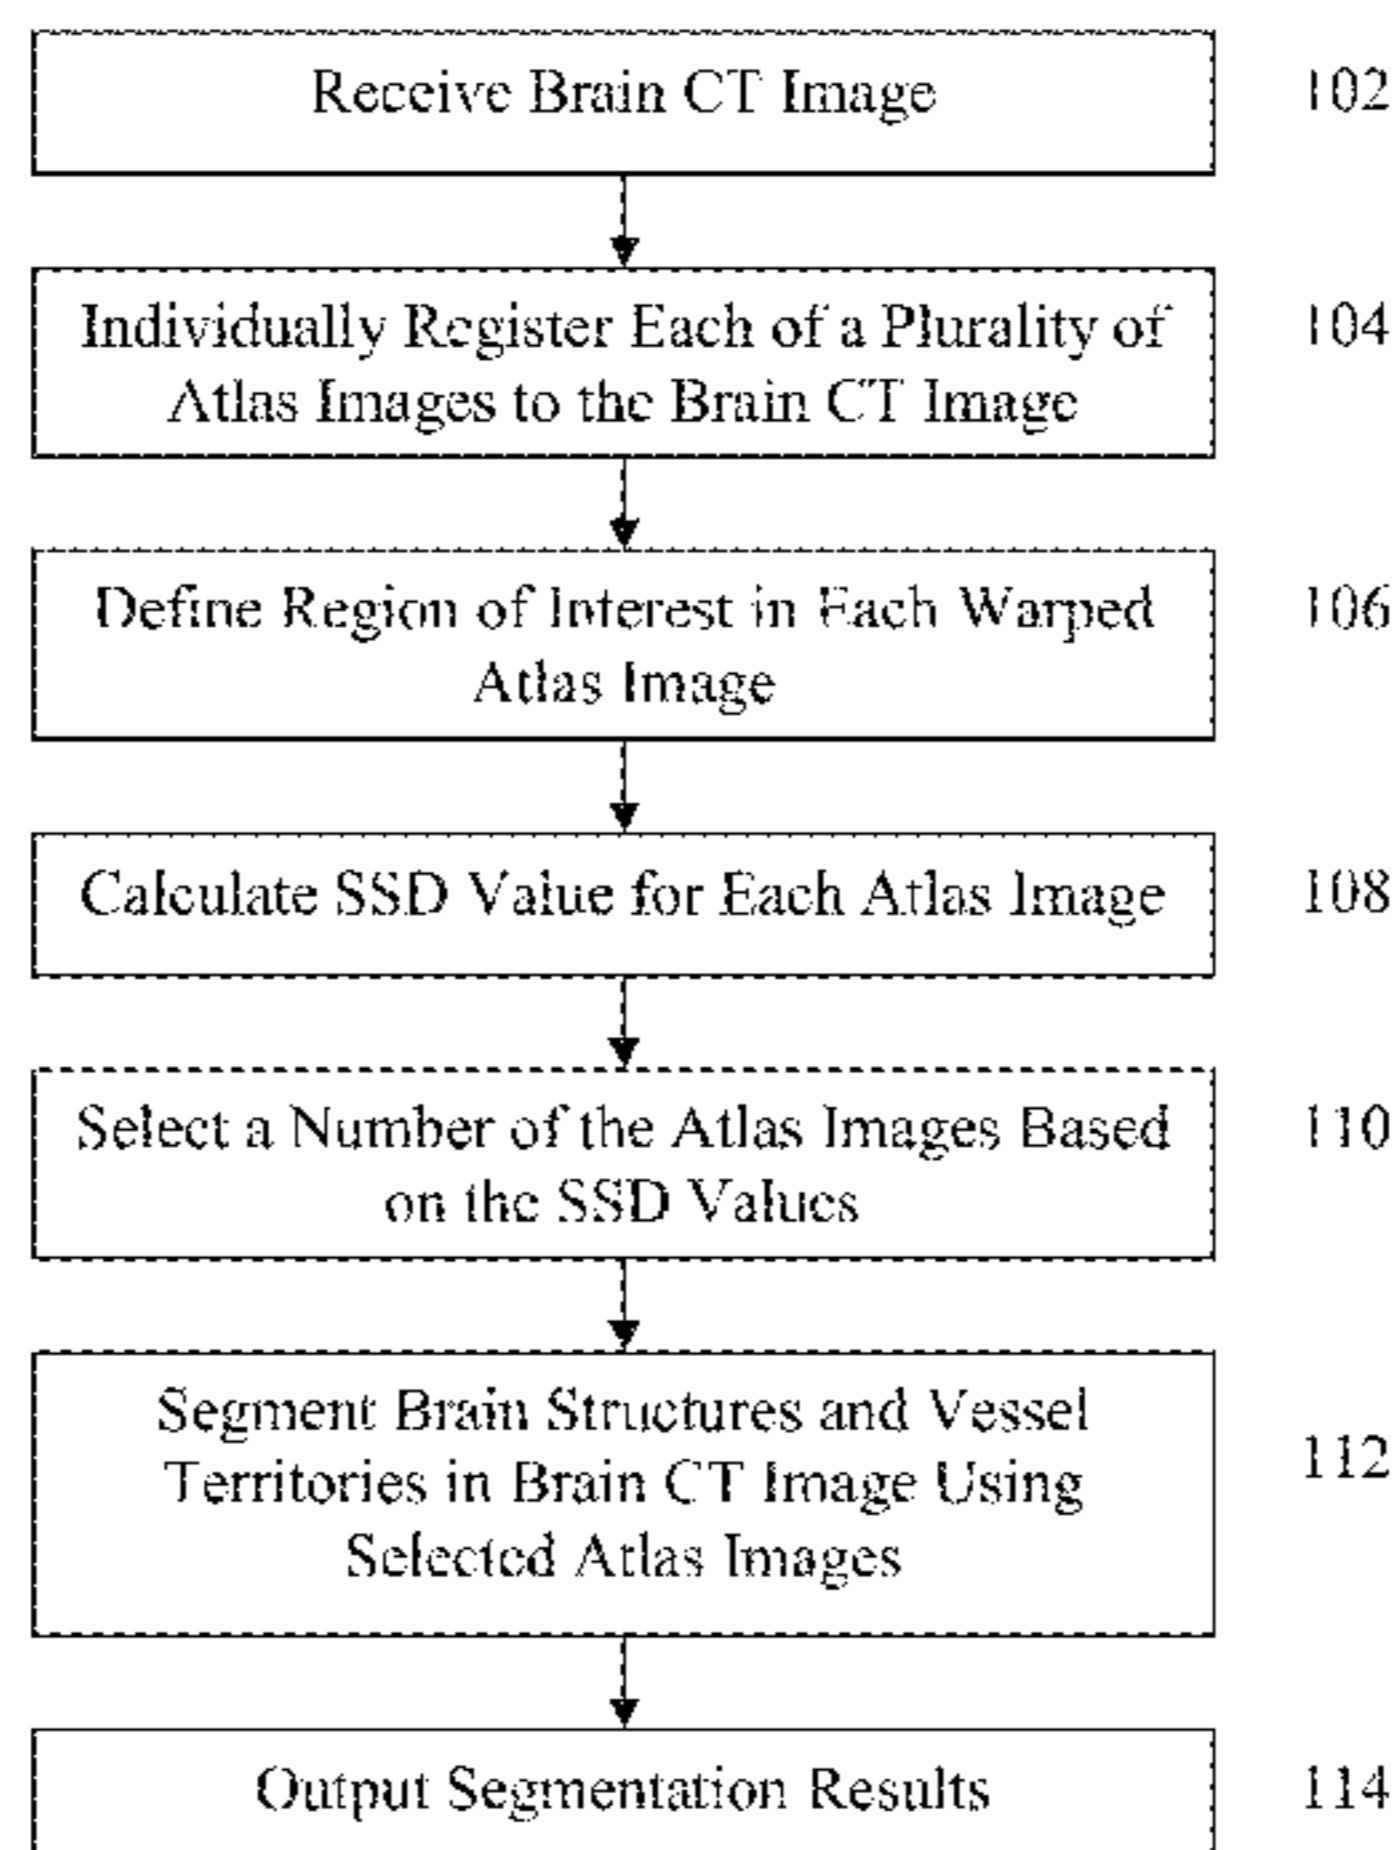 Receive Brain CT Image
102
Individually Register Each of a Plurality of
Atlas Images to the Brain CT Image
104
Define Region of Interest in Each Warped
Atlas Image
106
Calculate SSD Value for Each Atlas Image
108
Select a Number of the Atlas Images Based
on the SSD Values
110
Segment Brain Structures and Vessel
Territories in Brain CT Image Using
Selected Atlas Images
112
Output Segmentation Results
114